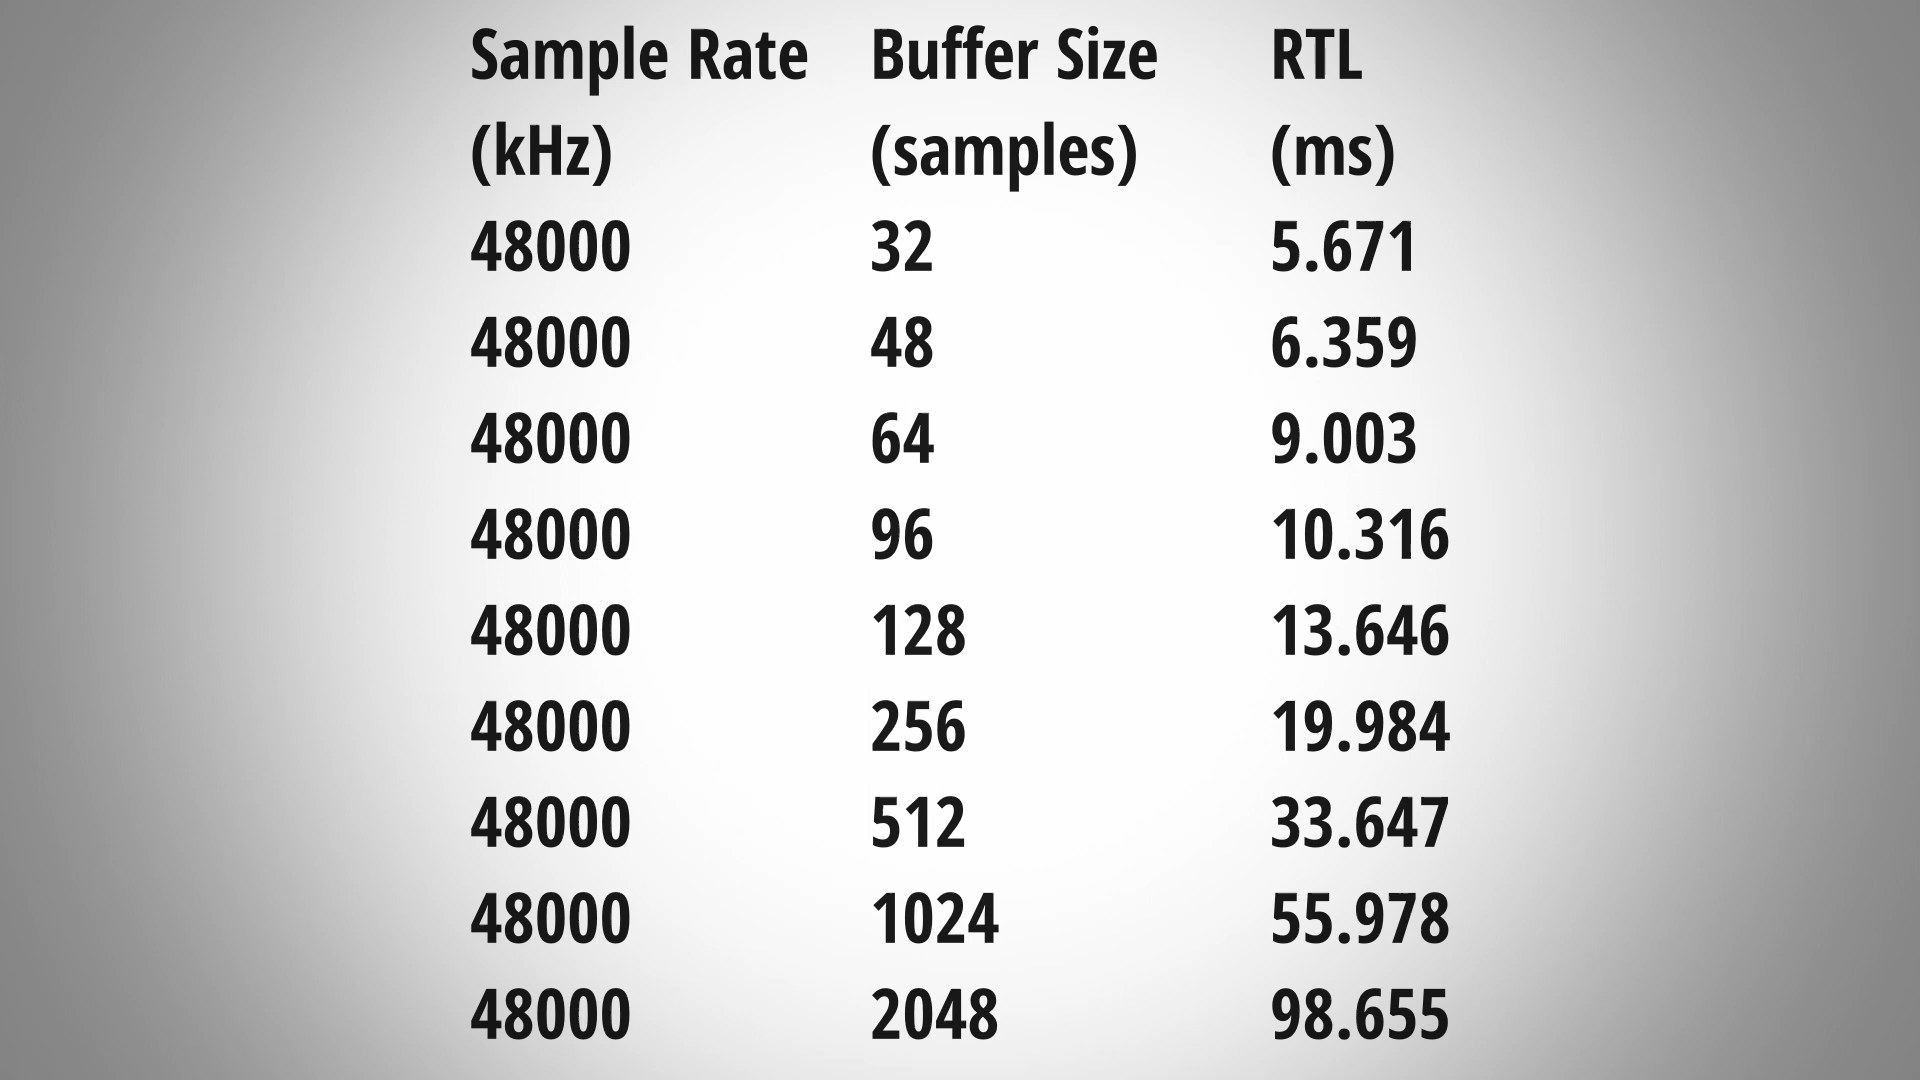 Sample Rate Buffer Size RTL
(kHz) (samples) (ms)
48000 32 5.671
48000 48 6.359
48000 64 9.003
48000 96 10.316
48000 128 13.646
48000 256 19.984
48000 512 33.647
48000 1024 55.978
48000 2048 98.655